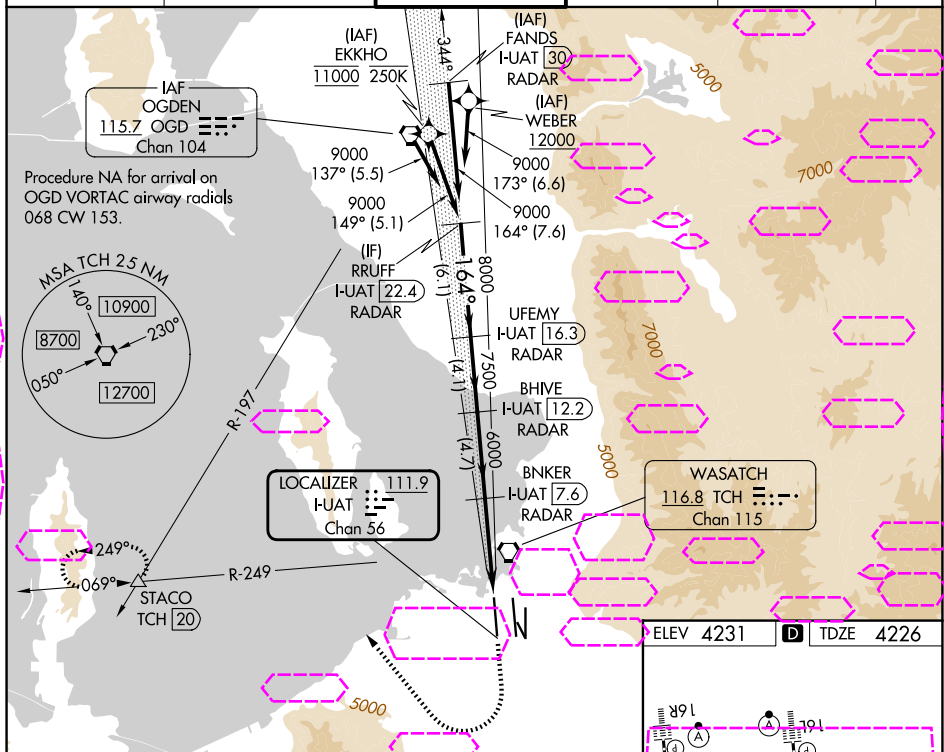 (IAF)
FANDS
I-UAT 30
RADAR
(IAF)
EKKHO
11000 250K
344°
IAF
OGDEN
115.7 OGD
Chan 104
(IAF)
WEBER
12000
5000
7000
9000
137° (5.5)
9000
173° (6.6)
Procedure NA for arrival on
OGD VORTAC airway radials
068 CW 153.
9000
149° (5.1)
9000
164° (7.6)
(IF)
RRUFF
I-UAT 22.4
RADAR
164°
(6.1)
8000
MSA TCH 25 NM
140°
10900
8700
230°
050°
12700
UFEMY
I-UAT 16.3
RADAR
7000
(4.1)
7500
R-197
BHIVE
I-UAT 12.2
RADAR
(4.7)
6000
5000
LOCALIZER 111.9
I-UAT
Chan 56
BNKER
I-UAT 7.6
RADAR
WASATCH
116.8 TCH
Chan 115
249°
069°
R-249
STACO
TCH 20
5000
ELEV 4231 D TDZE 4226
16R
A
A
16L
P
P